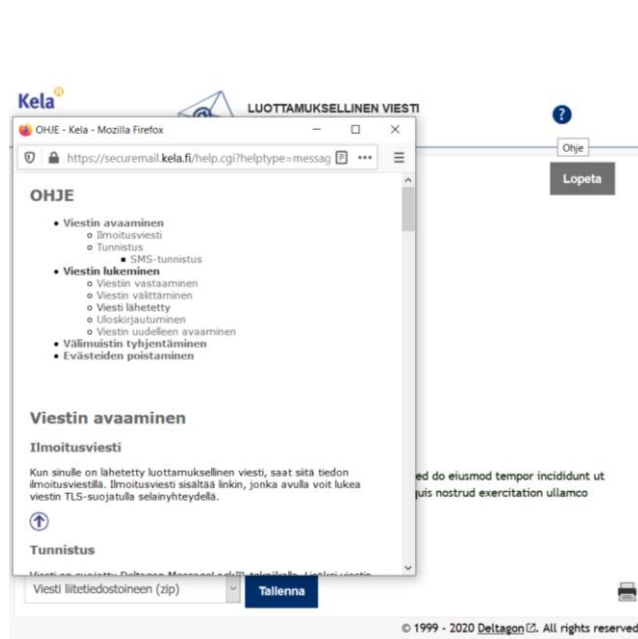 Kela
LUOTTAMUKSELLINEN VIESTI
?
Ohje
Lopeta
OHJE - Kela - Mozilla Firefox
https://securemail.kela.fi/help.cgi?helptype=messag
OHJE
• Viestin avaaminen
o Ilmoitusviesti
o Tunnistus
▪ SMS-tunnistus
• Viestin lukeminen
o Viestin vastaaminen
o Viestin välittäminen
o Viesti lähetetty
o Uloskirjautuminen
o Viestin uudelleen avaaminen
• Välimuistin tyhjentäminen
• Evästeiden poistaminen
Viestin avaaminen
Ilmoitusviesti
Kun sinulle on lähetetty luottamuksellinen viesti, saat siitä tiedon
ilmoitusviestillä. Ilmoitusviesti sisältää linkin, jonka avulla voit lukea
viestin TLS-suojatulla selainyhteydellä.
Tunnistus
Viesti on suojattu Deltagon
ed do eiusmod tempor incididunt ut
quis nostrud exercitation ullamco
Viesti liitetiedostoineen (zip)
Tallenna
© 1999 - 2020 Deltagon. All rights reserved